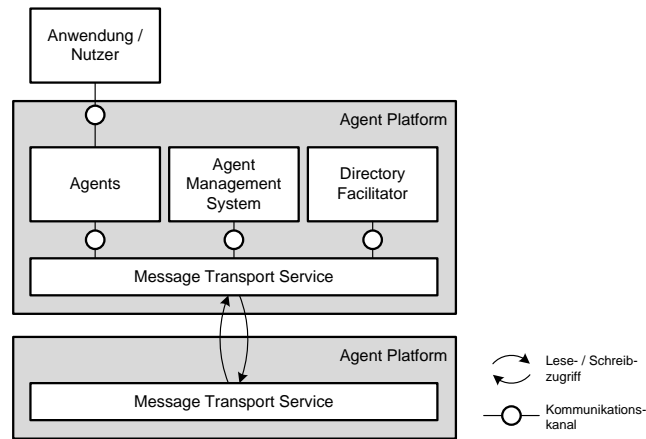 Anwendung /
Nutzer
Agent Platform
Agents
Agent
Management
System
Directory
Facilitator
Message Transport Service
Agent Platform
Message Transport Service
Lese- / Schreib-
zugriff
Kommunikations-
kanal